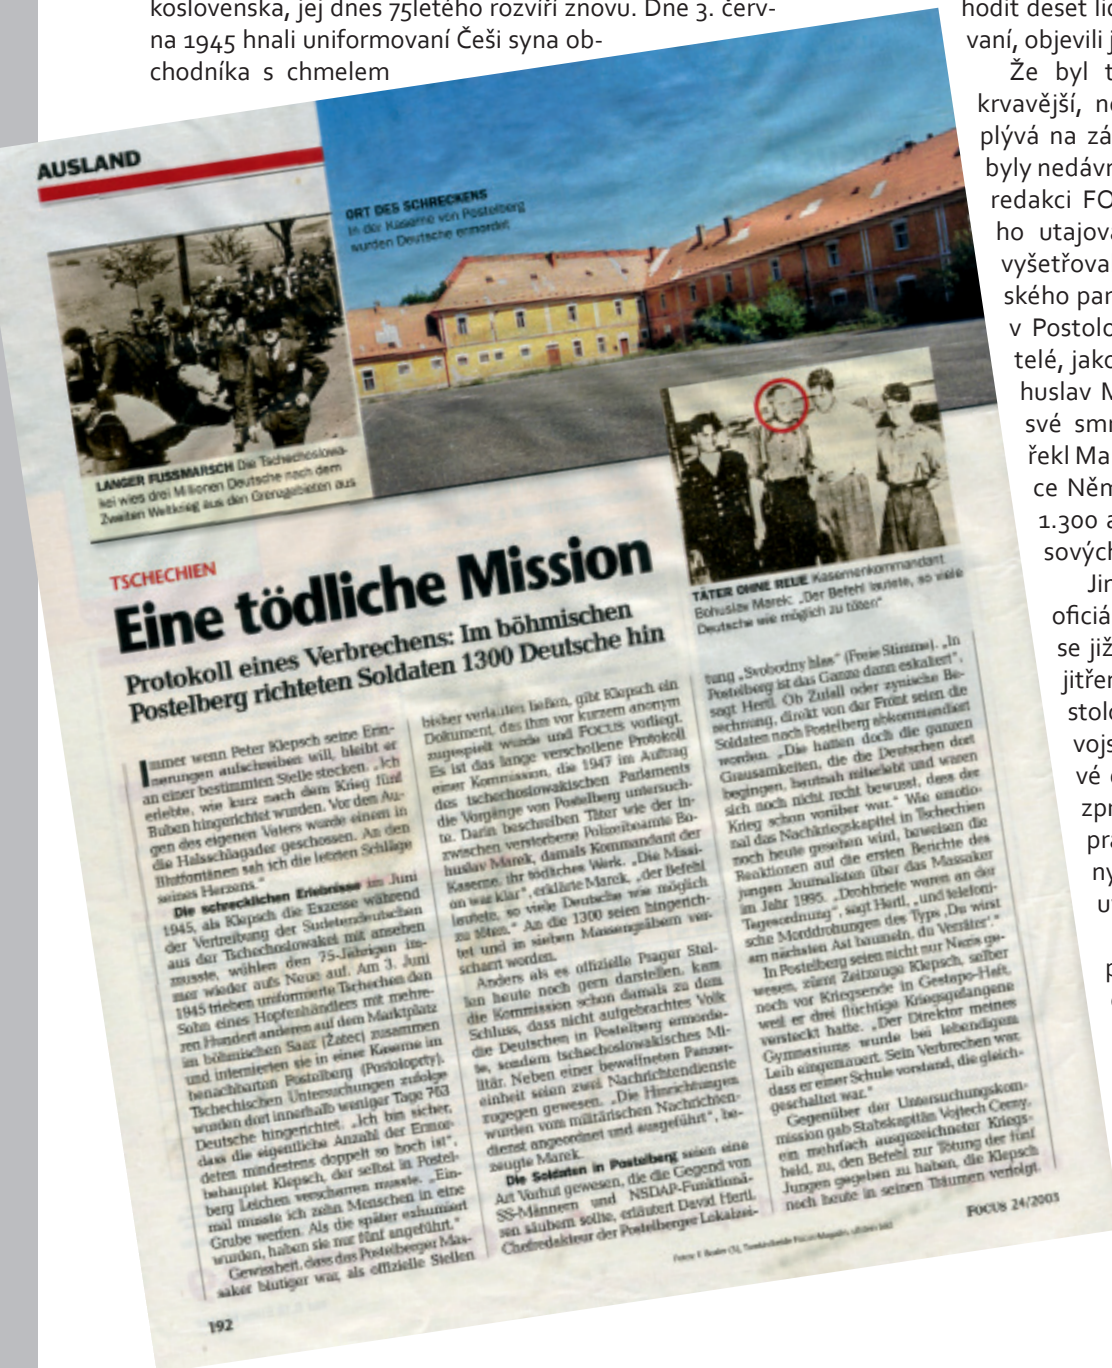 koslovenska, jej dnes 75letého rozvíří znovu. Dne 3. červ-
na 1945 hnali uniformovaní Češi syna ob-
chodníka s chmelem
AUSLAND
ORT DES SCHRECKENS
In der Kaserne von Postelberg
wurden Deutsche ermordet
LANGER FUSSMARSCH Die Tschechoslowa-
kei wies drei Millionen Deutsche nach dem
Zweiten Weltkrieg aus den Grenzgebieten aus
TÄTER OHNE REUE Kasernenkommandant
Bohuslav Marek: „Der Befehl lautete, so viele
Deutsche wie möglich zu töten“
TSCHECHIEN
Eine tödliche Mission
Protokoll eines Verbrechens: Im böhmischen
Postelberg richteten Soldaten 1300 Deutsche hin
Immer wenn Peter Klepsch seine Erin-
nerungen aufschreiben will, bleibt er
an einer bestimmten Stelle stecken. „Ich
erlebte, wie kurz nach dem Krieg fünf
Buben hingerichtet wurden. Vor den Au-
gen des eigenen Vaters wurde einem in
die Halsschlagader geschossen. An den
Blutfontänen sah ich die letzten Schläge
seines Herzens.“
Die schrecklichen Erlebnisse im Juni
1945, als Klepsch die Exzesse während
der Vertreibung der Sudetendeutschen
aus der Tschechoslowakei mit ansehen
musste, wühlen den 75-Jährigen im-
mer wieder aufs Neue auf. Am 3. Juni
1945 trieben uniformierte Tschechen den
Sohn eines Hopfenhändlers mit mehre-
ren Hundert anderen auf dem Marktplatz
im böhmischen Saaz (Žatec) zusammen
und internierten sie in einer Kaserne im
benachbarten Postelberg (Postoloprty).
Tschechischen Untersuchungen zufolge
wurden dort innerhalb weniger Tage 763
Deutsche hingerichtet. „Ich bin sicher,
dass die eigentliche Anzahl der Ermor-
deten mindestens doppelt so hoch ist“,
behauptet Klepsch, der selbst in Postel-
berg Leichen verscharren musste. „Ein-
mal musste ich zehn Menschen in eine
Grube werfen. Als die später exhumiert
wurden, haben sie nur fünf angeführt.“
Gewissheit, dass das Postelberger Mas-
saker blutiger war, als offizielle Stellen
bisher verlauten ließen, gibt Klepsch ein
Dokument, das ihm vor kurzem anonym
zugespielt wurde und FOCUS vorliegt.
Es ist das lange verschollene Protokoll
einer Kommission, die 1947 im Auftrag
des tschechoslowakischen Parlaments
die Vorgänge von Postelberg untersuch-
te. Darin beschreiben Täter wie der in-
zwischen verstorbene Polizeibeamte Bo-
huslav Marek, damals Kommandant der
Kaserne, ihr tödliches Werk. „Die Missi-
on war klar“, erklärte Marek, „der Befehl
lautete, so viele Deutsche wie möglich
zu töten.“ An die 1300 seien hingerich-
tet und in sieben Massengräbern ver-
scharrt worden.
Anders als es offizielle Prager Stel-
len heute noch gern darstellen, kam
die Kommission schon damals zu dem
Schluss, dass nicht aufgebrachtes Volk
die Deutschen in Postelberg ermorde-
te, sondern tschechoslowakisches Mi-
litär. Neben einer bewaffneten Panzer-
einheit seien zwei Nachrichtendienste
zugegen gewesen. „Die Hinrichtungen
wurden vom militärischen Nachrichten-
dienst angeordnet und ausgeführt“, be-
zeugte Marek.
Die Soldaten in Postelberg seien eine
Art Vorhut gewesen, die die Gegend von
SS-Männern und NSDAP-Funktionä-
ren säubern sollte, erläutert David Hertl,
Chefredakteur der Postelberger Lokalzei-
tung „Svobodny hlas“ (Freie Stimme). „In
Postelberg ist das Ganze dann eskaliert“,
sagt Hertl. Ob Zufall oder zynische Be-
rechnung, direkt von der Front seien die
Soldaten nach Postelberg abkommandiert
worden. „Die hatten doch die ganzen
Grausamkeiten, die die Deutschen dort
begingen, hautnah miterlebt und waren
sich noch nicht recht bewusst, dass der
Krieg schon vorüber war.“ Wie emotio-
nal das Nachkriegskapitel in Tschechien
noch heute gesehen wird, beweisen die
Reaktionen auf die ersten Berichte des
jungen Journalisten über das Massaker
im Jahr 1995. „Drohbriefe waren an der
Tagesordnung“, sagt Hertl, „und telefoni-
sche Morddrohungen des Typs ‚Du wirst
am nächsten Ast baumeln, du Verräter‘.“
In Postelberg seien nicht nur Nazis ge-
wesen, zürnt Zeitzeuge Klepsch, selber
noch vor Kriegsende in Gestapo-Haft,
weil er drei flüchtige Kriegsgefangene
versteckt hatte. „Der Direktor meines
Gymnasiums wurde bei lebendigem
Leib eingemauert. Sein Verbrechen war,
dass er einer Schule vorstand, die gleich-
geschaltet war.“
Gegenüber der Untersuchungskom-
mission gab Stabskapitän Vojtech Cerny,
ein mehrfach ausgezeichneter Kriegs-
held, zu, den Befehl zur Tötung der fünf
Jungen gegeben zu haben, die Klepsch
noch heute in seinen Träumen verfolgt.
192
FOCUS 24/2003
hodit deset lid
vaní, objevili j
Že byl t
krvavější, ne
plývá na zá
byly nedávn
redakci FO
ho utajova
vyšetřova
ského par
v Postolo
telé, jako
huslav M
své smr
řekl Ma
ce Něm
1.300 a
sových
Jin
oficiá
se již
jitřen
stolo
vojs
vé
zpr
pra
ny
u
p